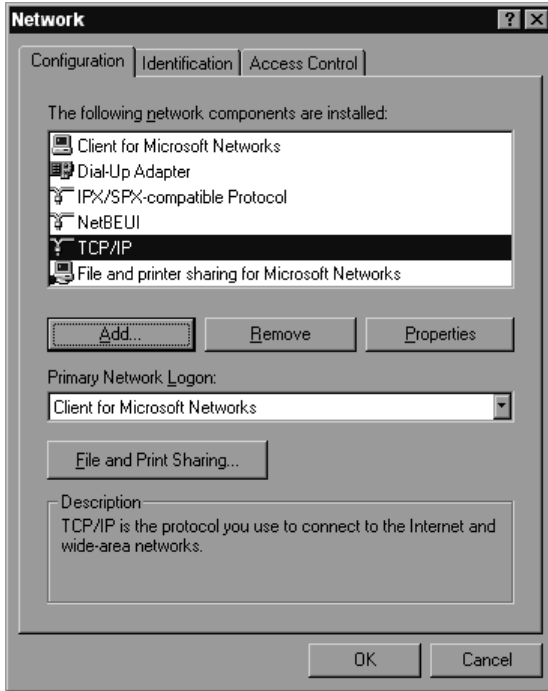 Network
Configuration Identification Access Control
The following network components are installed:
Client for Microsoft Networks
Dial-Up Adapter
IPX/SPX-compatible Protocol
NetBEUI
TCP/IP
File and printer sharing for Microsoft Networks
Add... Remove Properties
Primary Network Logon:
Client for Microsoft Networks
File and Print Sharing...
Description
TCP/IP is the protocol you use to connect to the Internet and
wide-area networks.
OK Cancel